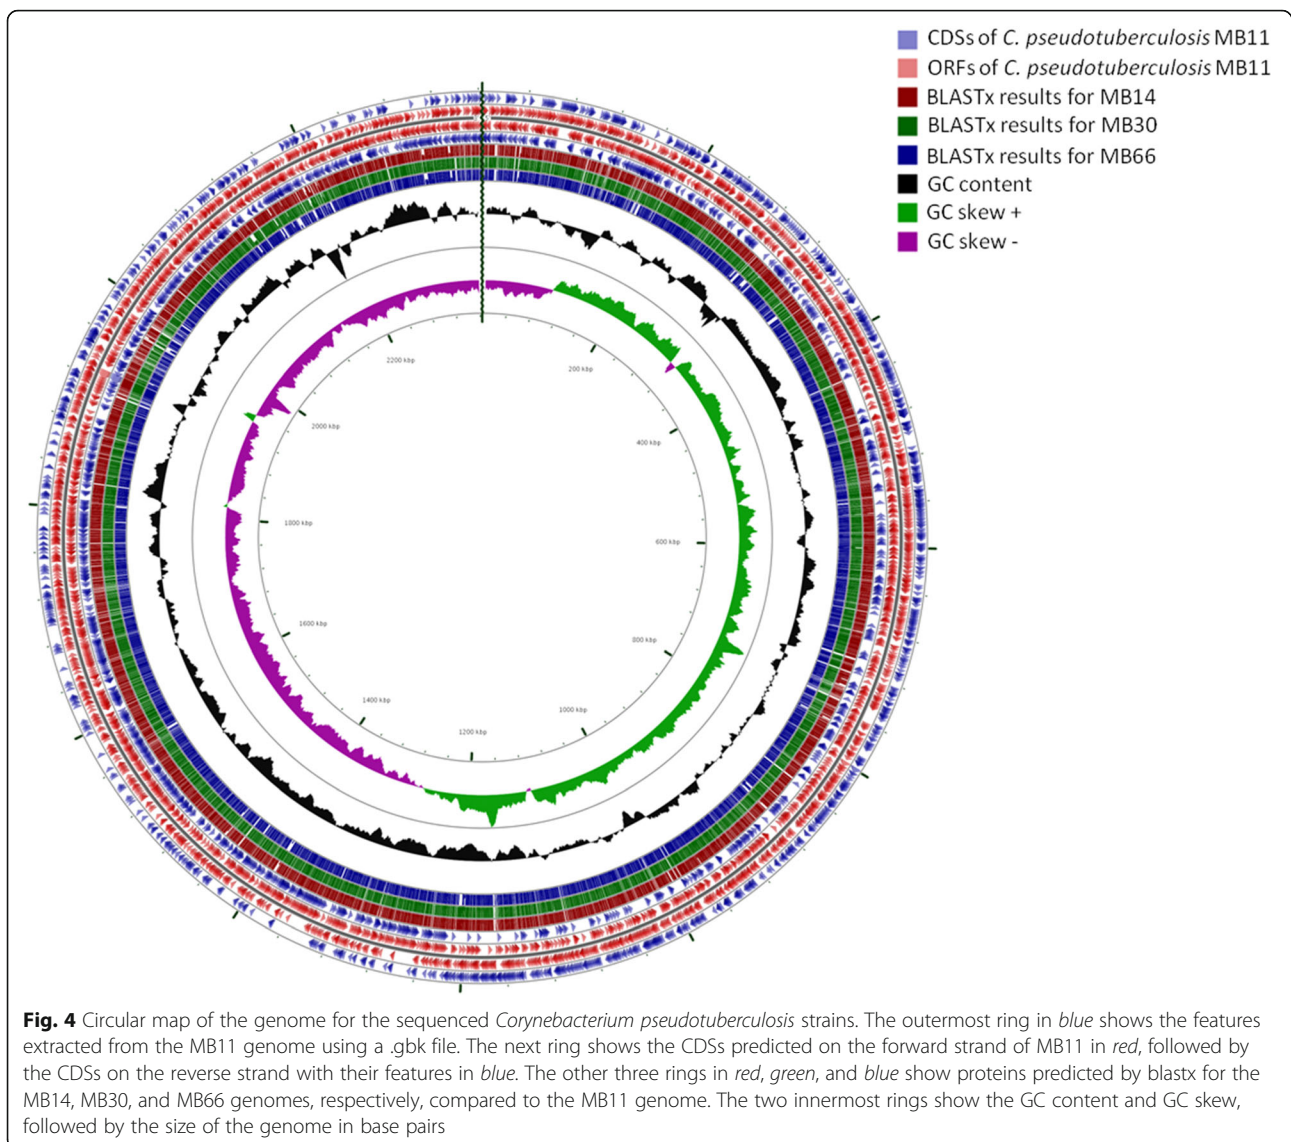 CDSs of C. pseudotuberculosis MB11
ORFs of C. pseudotuberculosis MB11
BLASTx results for MB14
BLASTx results for MB30
BLASTx results for MB66
GC content
GC skew +
GC skew -
2200 kbp
200 kbp
2000 kbp
400 kbp
1800 kbp
600 kbp
1600 kbp
800 kbp
1400 kbp
1000 kbp
1200 kbp
Fig. 4 Circular map of the genome for the sequenced Corynebacterium pseudotuberculosis strains. The outermost ring in blue shows the features
extracted from the MB11 genome using a .gbk file. The next ring shows the CDSs predicted on the forward strand of MB11 in red, followed by
the CDSs on the reverse strand with their features in blue. The other three rings in red, green, and blue show proteins predicted by blastx for the
MB14, MB30, and MB66 genomes, respectively, compared to the MB11 genome. The two innermost rings show the GC content and GC skew,
followed by the size of the genome in base pairs